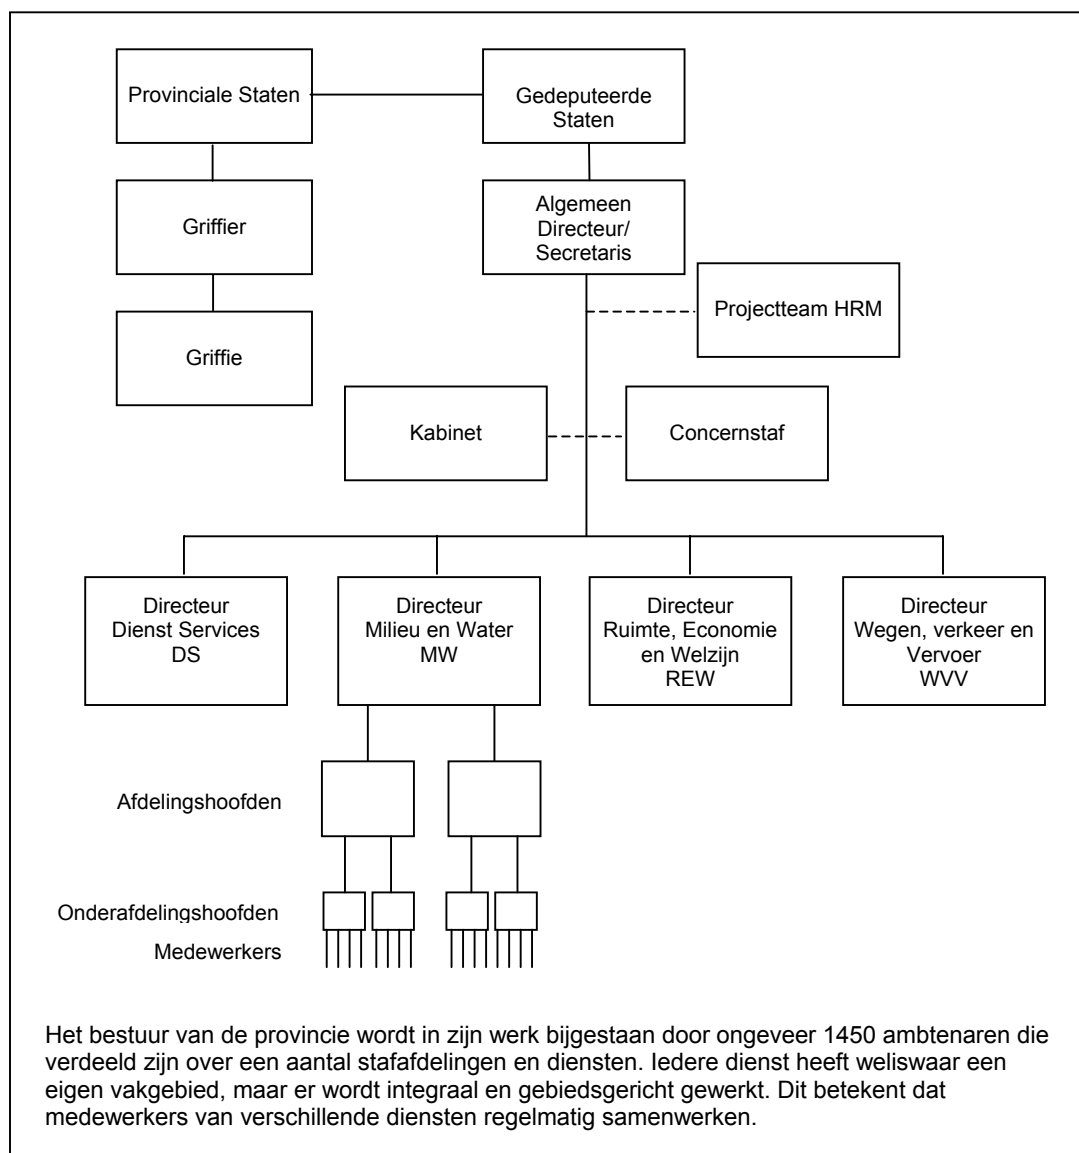 Provinciale Staten
Gedeputeerde
Staten
Griffier
Algemeen
Directeur/
Secretaris
Projectteam HRM
Griffie
Kabinet
Concernstaf
Directeur
Dienst Services
DS
Directeur
Milieu en Water
MW
Directeur
Ruimte, Economie
en Welzijn
REW
Directeur
Wegen, verkeer en
Vervoer
WVV
Afdelingshoofden
Onderafdelingshoofden
Medewerkers
Het bestuur van de provincie wordt in zijn werk bijgestaan door ongeveer 1450 ambtenaren die
verdeeld zijn over een aantal stafafdelingen en diensten. Iedere dienst heeft weliswaar een
eigen vakgebied, maar er wordt integraal en gebiedsgericht gewerkt. Dit betekent dat
medewerkers van verschillende diensten regelmatig samenwerken.